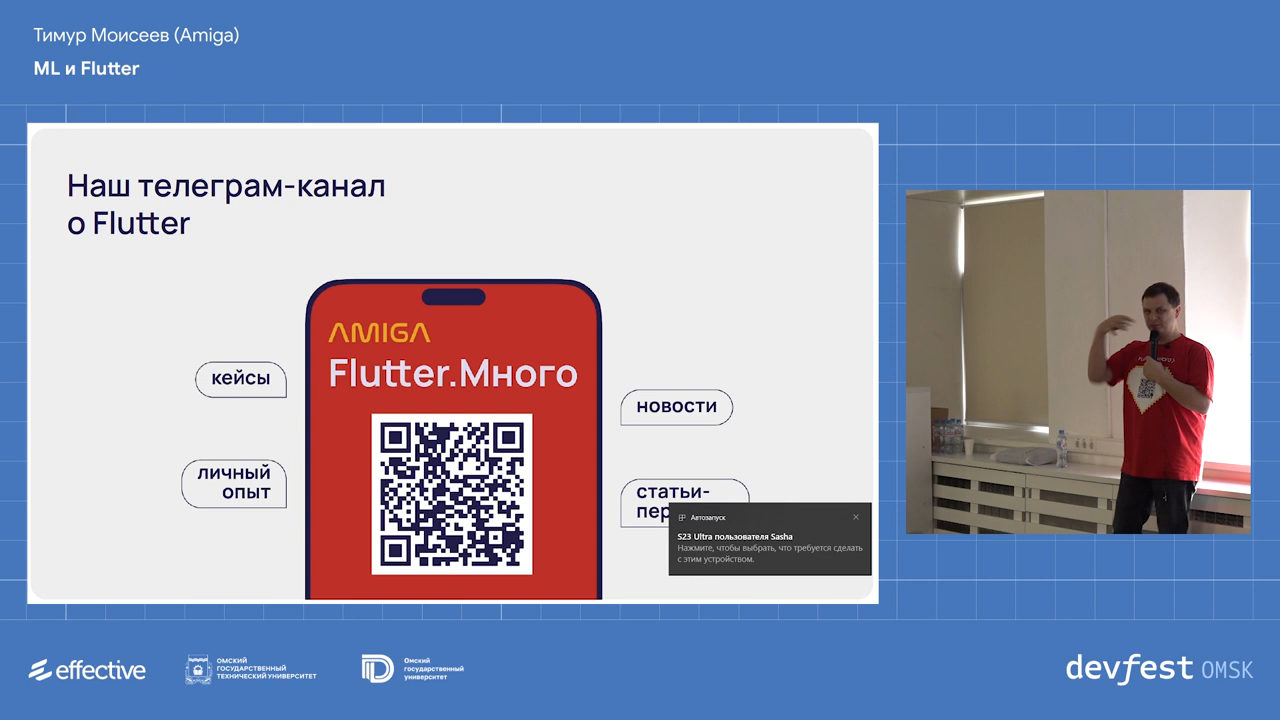 Тимур Моисеев (Amiga)
ML и Flutter
Наш телеграм-канал
о Flutter
AMIGA
Flutter.Много
кейсы
новости
личный
опыт
статьи-
Автозапуск
S23 Ultra пользователя Sasha
Нажмите, чтобы выбрать, что требуется сделать
с этим устройством.
effective
ОМСКИЙ
ГОСУДАРСТВЕННЫЙ
ТЕХНИЧЕСКИЙ УНИВЕРСИТЕТ
Омский
государственный
университет
devfest OMSK